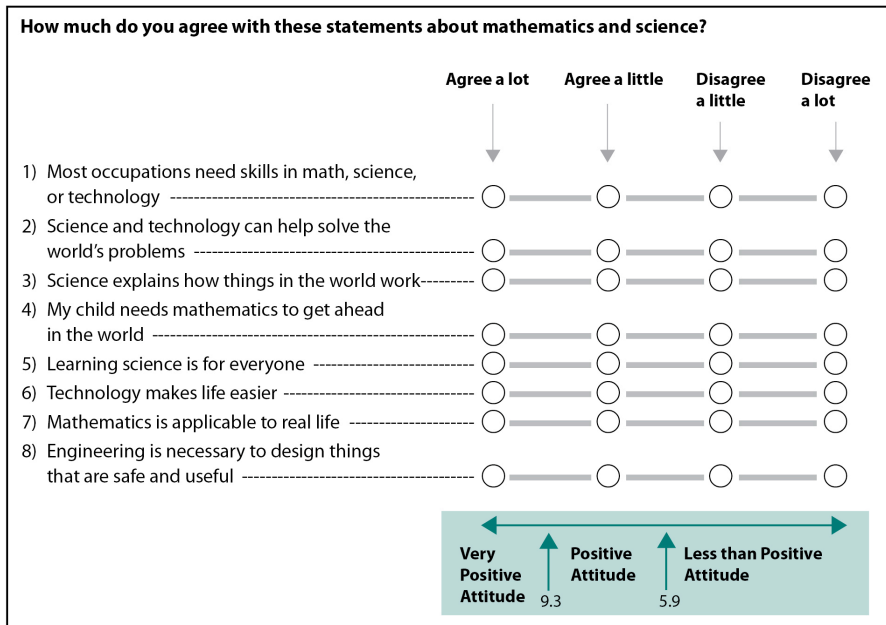 How much do you agree with these statements about mathematics and science?
Agree a lot
Agree a little
Disagree
a little
Disagree
a lot
1) Most occupations need skills in math, science,
or technology
2) Science and technology can help solve the
world's problems
3) Science explains how things in the world work
4) My child needs mathematics to get ahead
in the world
5) Learning science is for everyone
6) Technology makes life easier
7) Mathematics is applicable to real life
8) Engineering is necessary to design things
that are safe and useful
Very
Positive
Attitude
9.3
Positive
Attitude
5.9
Less than Positive
Attitude